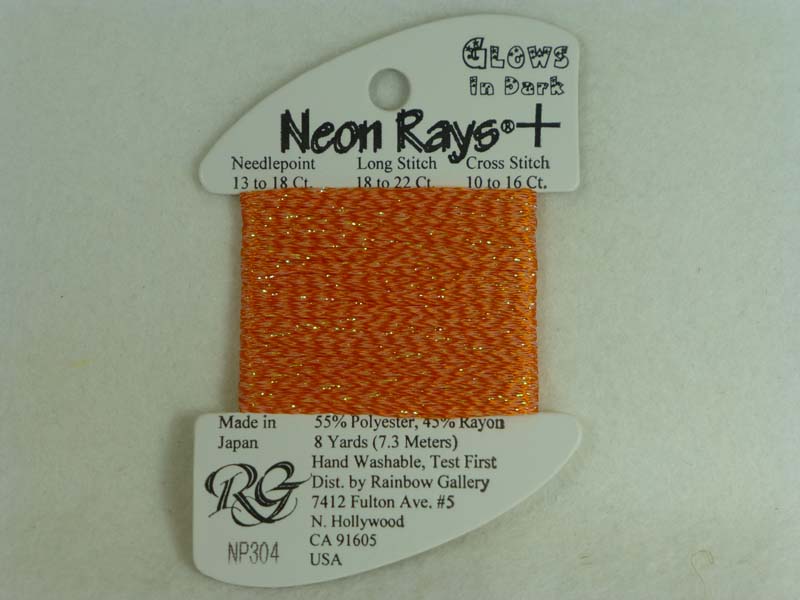 Glows
in Dark
Neon Rays®+
Needlepoint Long Stitch Cross Stitch
13 to 18 Ct. 18 to 22 Ct. 10 to 16 Ct.
Made in
Japan
55% Polyester, 45% Rayon
8 Yards (7.3 Meters)
Hand Washable, Test First
Dist. by Rainbow Gallery
7412 Fulton Ave. #5
N. Hollywood
CA 91605
USA
RG
NP304